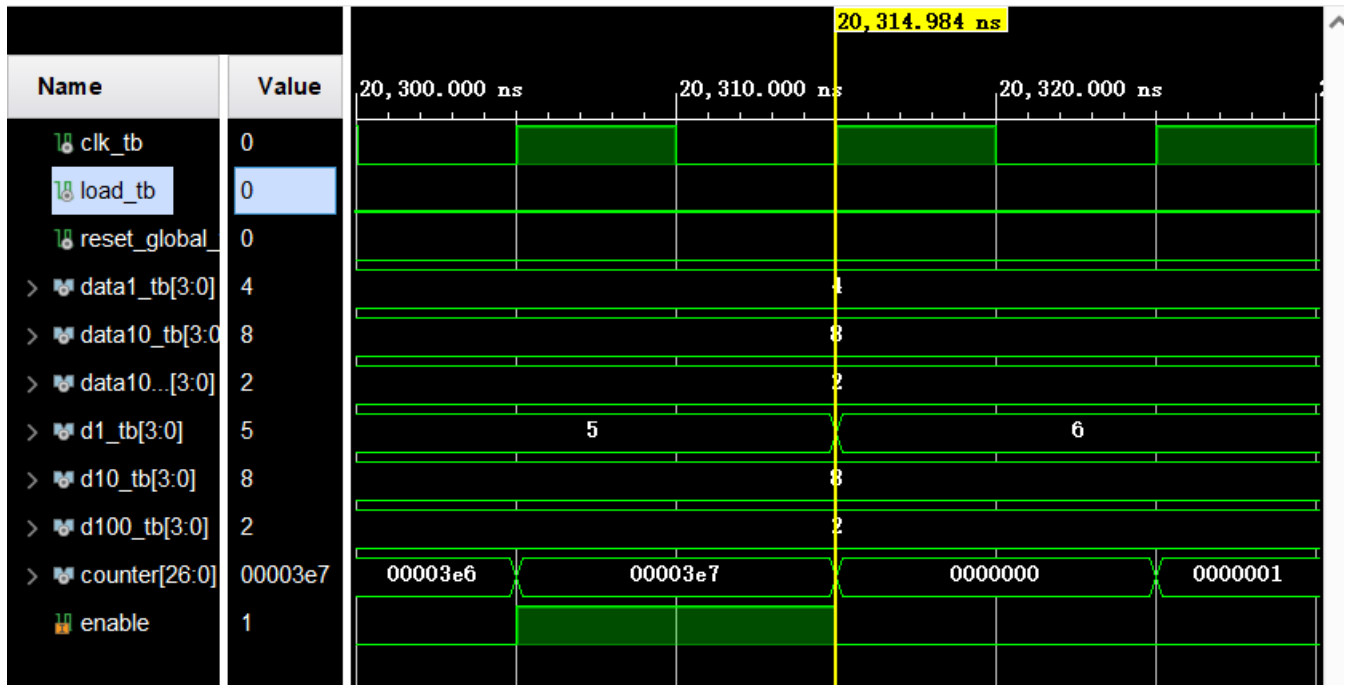 20,314.984 ns
Name Value 20,300.000 ns 20,310.000 ns 20,320.000 ns
clk_tb 0
load_tb 0
reset_global_ 0
data1_tb[3:0] 4 4
data10_tb[3:0 8 8
data10...[3:0] 2 2
d1_tb[3:0] 5 5 6
d10_tb[3:0] 8 8
d100_tb[3:0] 2 2
counter[26:0] 00003e7 00003e6 00003e7 0000000 0000001
enable 1